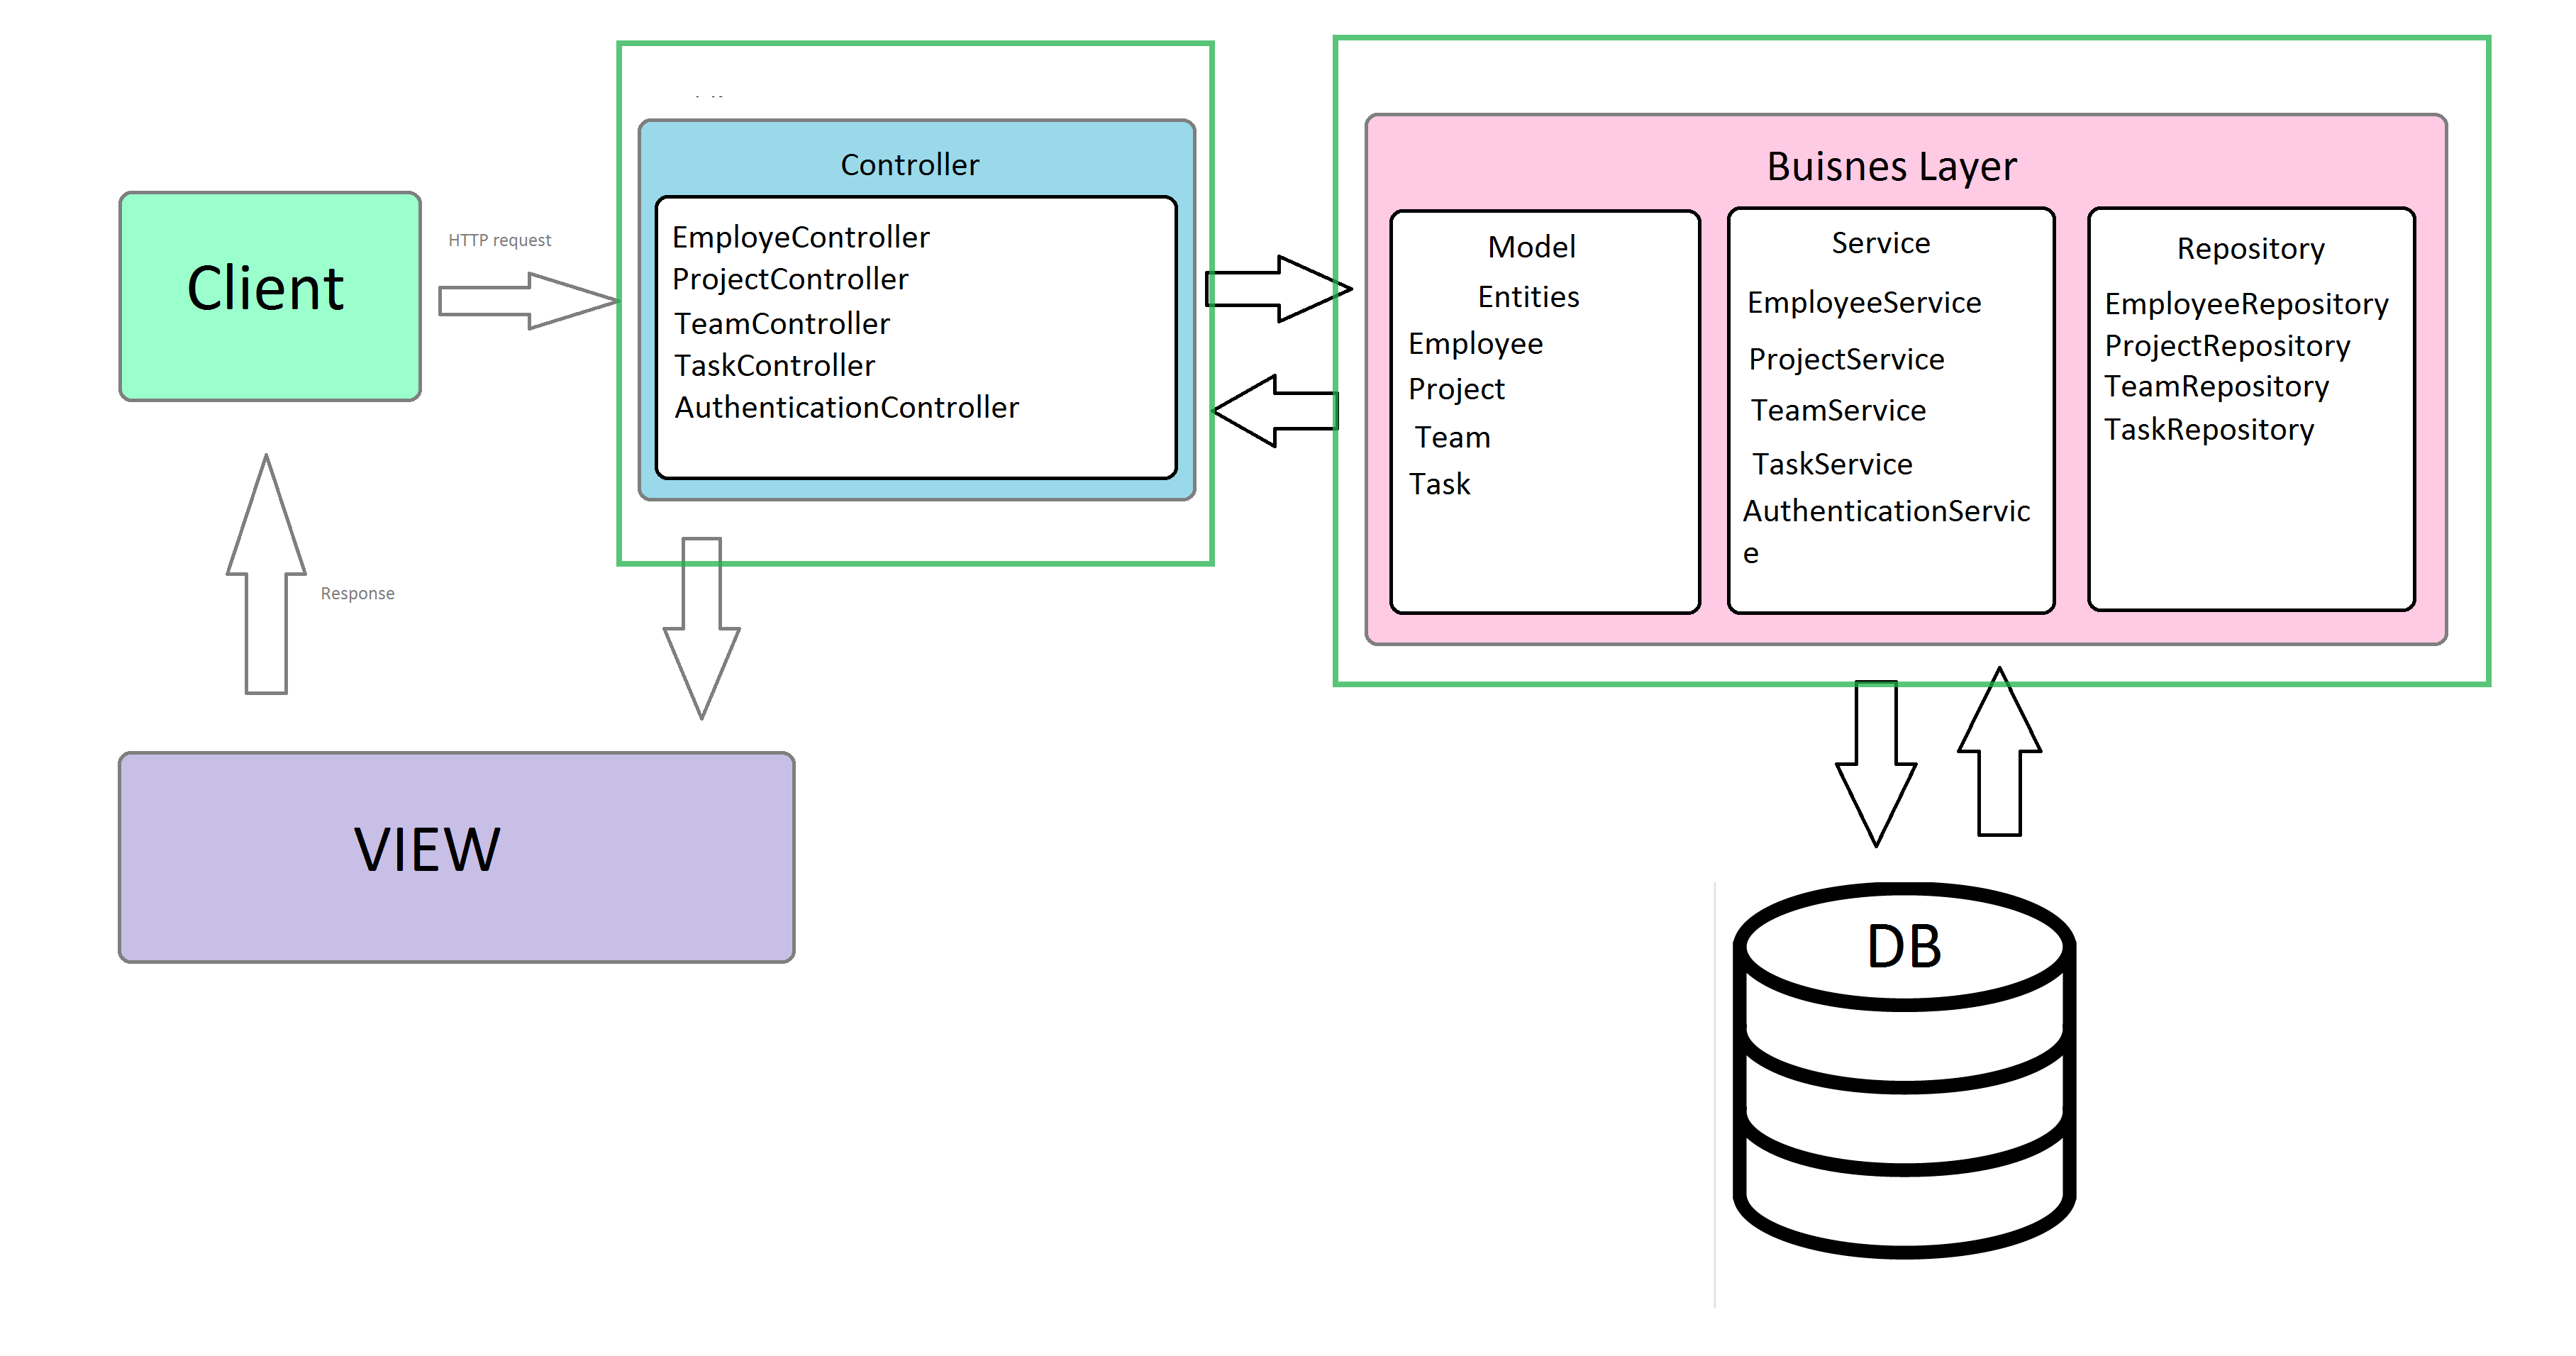 Client
HTTP request
Response
VIEW
Controller
EmployeController
ProjectController
TeamController
TaskController
AuthenticationController
Buisnes Layer
Model
Entities
Employee
Project
Team
Task
Service
EmployeeService
ProjectService
TeamService
TaskService
AuthenticationServic
e
Repository
EmployeeRepository
ProjectRepository
TeamRepository
TaskRepository
DB